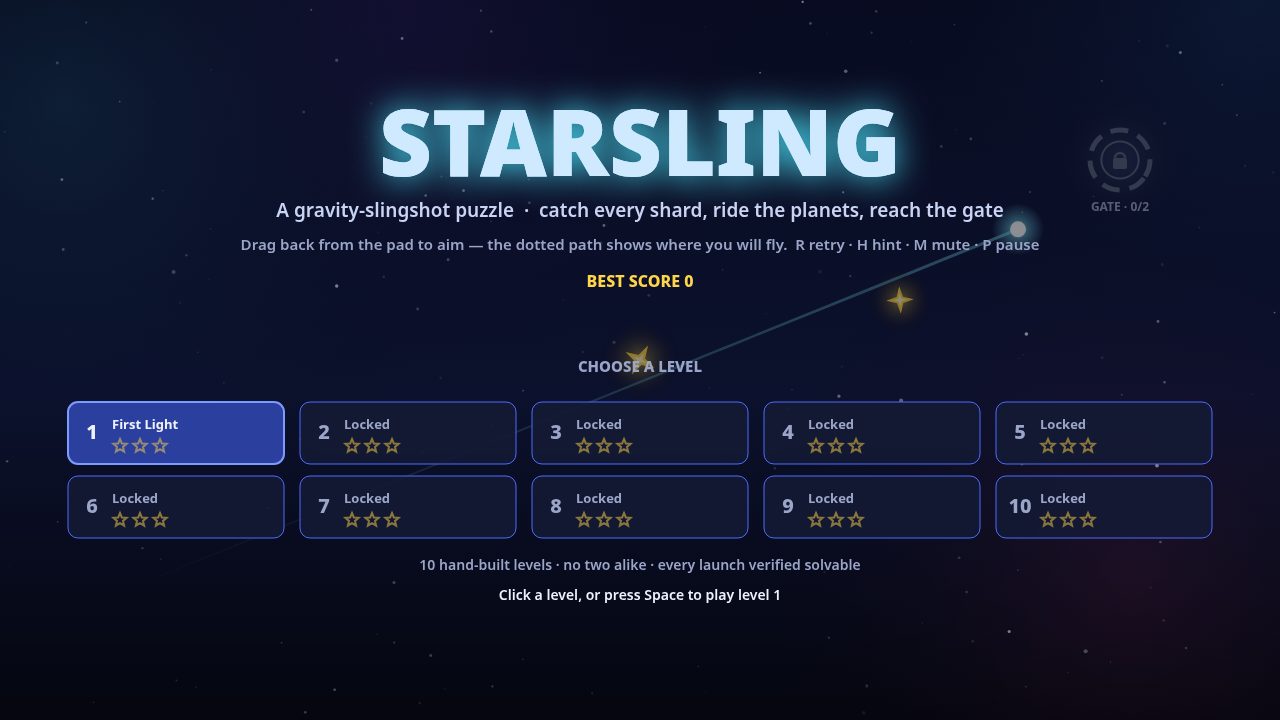 STARSLING
A gravity-slingshot puzzle · catch every shard, ride the planets, reach the gate
GATE · 0/2
Drag back from the pad to aim — the dotted path shows where you will fly. R retry · H hint · M mute · P pause
BEST SCORE 0
CHOOSE A LEVEL
1 First Light
2 Locked
3 Locked
4 Locked
5 Locked
6 Locked
7 Locked
8 Locked
9 Locked
10 Locked
10 hand-built levels · no two alike · every launch verified solvable
Click a level, or press Space to play level 1